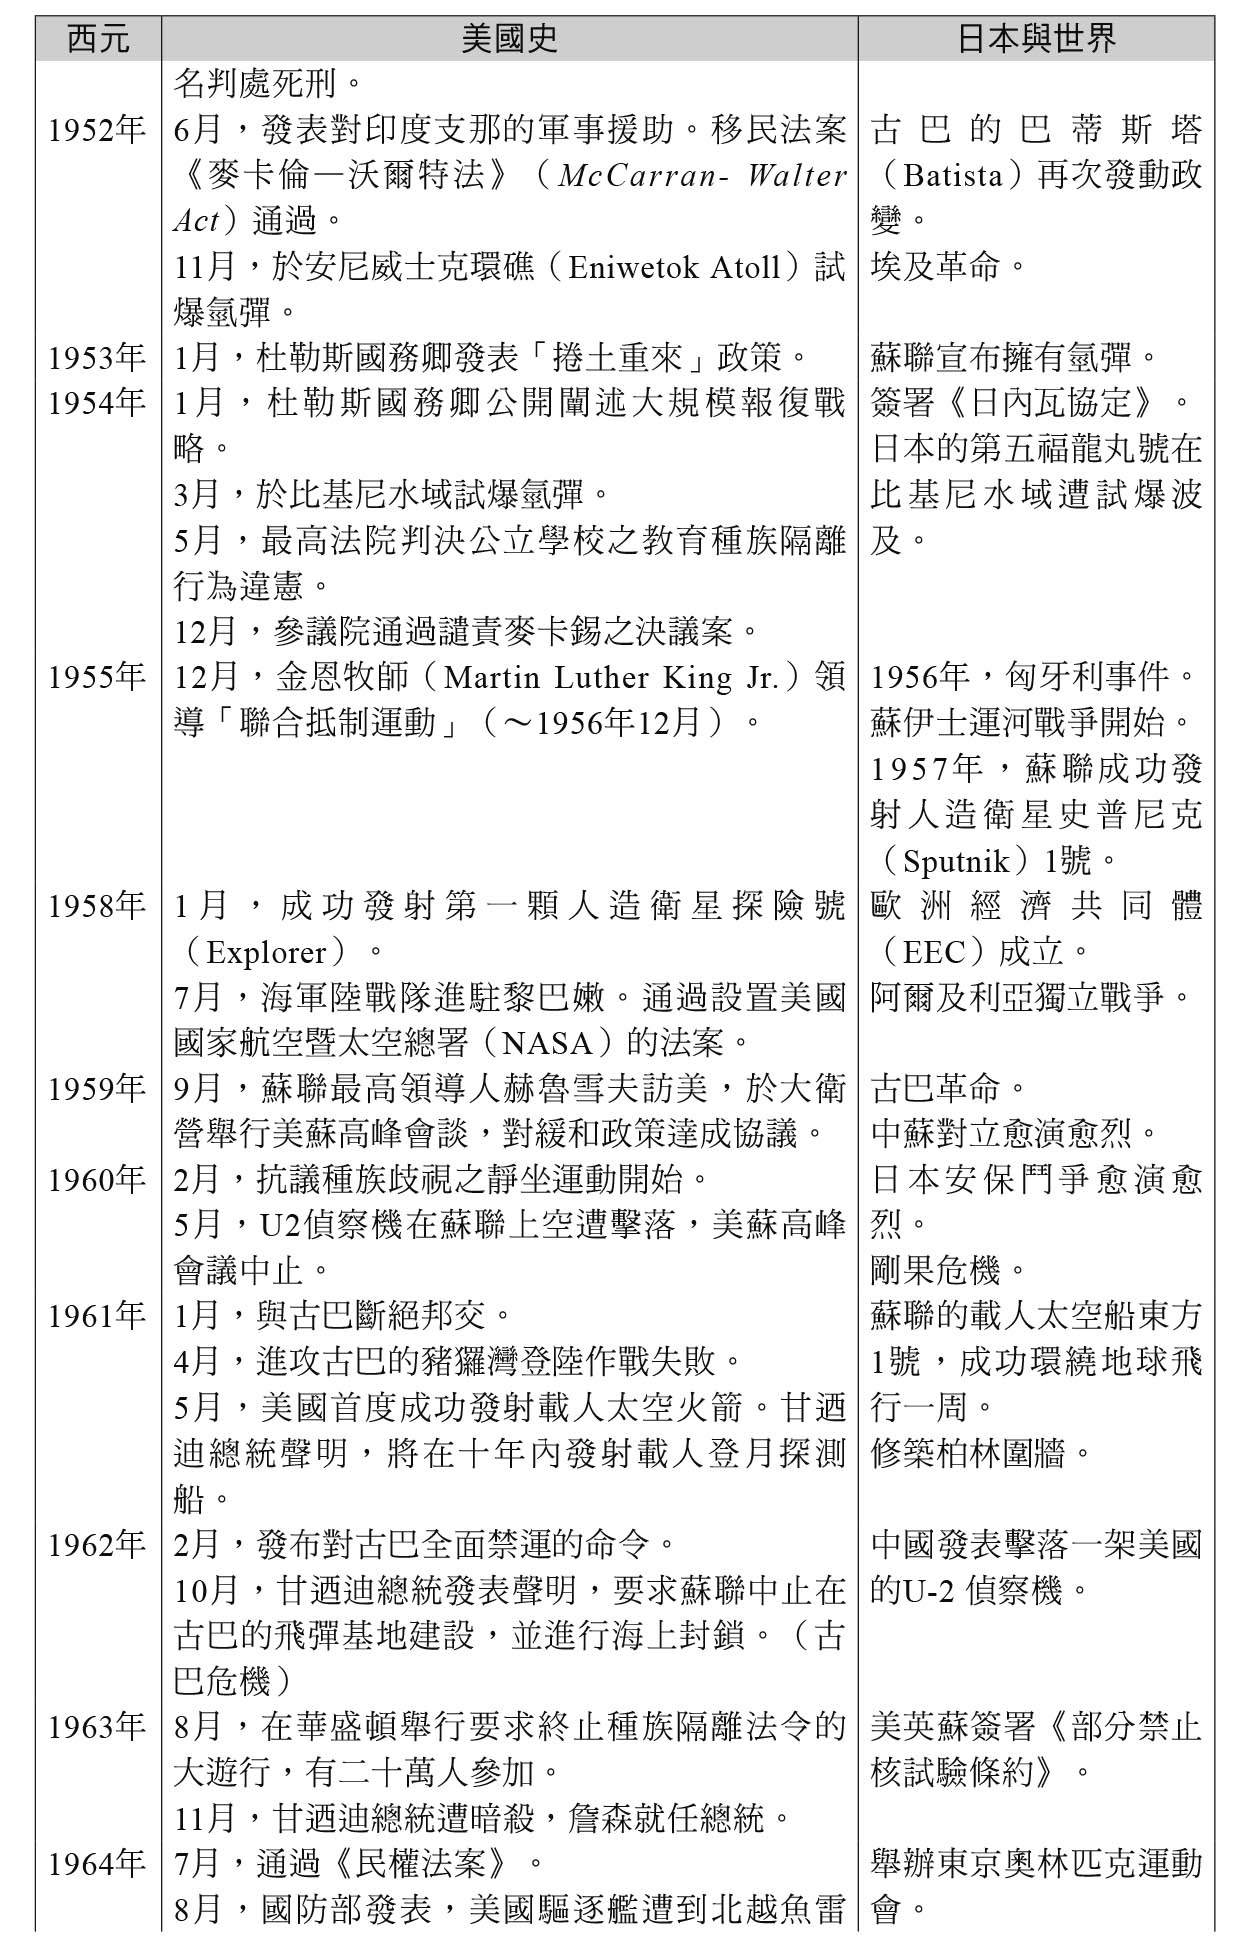 西元 美國史 日本與世界
名判處死刑。
1952年 6月，發表對印度支那的軍事援助。移民法案 古巴的巴蒂斯塔
《麥卡倫—沃爾特法》（McCarran- Walter （Batista）再次發動政
Act）通過。 變。
11月，於安尼威士克環礁（Eniwetok Atoll）試 埃及革命。
爆氫彈。
1953年 1月，杜勒斯國務卿發表「捲土重來」政策。 蘇聯宣布擁有氫彈。
1954年 1月，杜勒斯國務卿公開闡述大規模報復戰 簽署《日內瓦協定》。
略。 日本的第五福龍丸號在
3月，於比基尼水域試爆氫彈。 比基尼水域遭試爆波
5月，最高法院判決公立學校之教育種族隔離 及。
行為違憲。
12月，參議院通過譴責麥卡錫之決議案。
1955年 12月，金恩牧師（Martin Luther King Jr.）領 1956年，匈牙利事件。
導「聯合抵制運動」（～1956年12月）。 蘇伊士運河戰爭開始。
1957年，蘇聯成功發
射人造衛星史普尼克
（Sputnik）1號。
1958年 1月，成功發射第一顆人造衛星探險號 歐洲經濟共同體
（Explorer）。 （EEC）成立。
7月，海軍陸戰隊進駐黎巴嫩。通過設置美國 阿爾及利亞獨立戰爭。
國家航空暨太空總署（NASA）的法案。
1959年 9月，蘇聯最高領導人赫魯雪夫訪美，於大衛 古巴革命。
營舉行美蘇高峰會談，對緩和政策達成協議。 中蘇對立愈演愈烈。
1960年 2月，抗議種族歧視之靜坐運動開始。 日本安保鬥爭愈演愈
5月，U2偵察機在蘇聯上空遭擊落，美蘇高峰 烈。
會議中止。 剛果危機。
1961年 1月，與古巴斷絕邦交。 蘇聯的載人太空船東方
4月，進攻古巴的豬玀灣登陸作戰失敗。 1號，成功環繞地球飛
5月，美國首度成功發射載人太空火箭。甘迺 行一周。
迪總統聲明，將在十年內發射載人登月探測 修築柏林圍牆。
船。
1962年 2月，發布對古巴全面禁運的命令。 中國發表擊落一架美國
10月，甘迺迪總統發表聲明，要求蘇聯中止在 的U-2 偵察機。
古巴的飛彈基地建設，並進行海上封鎖。（古
巴危機）
1963年 8月，在華盛頓舉行要求終止種族隔離法令的 美英蘇簽署《部分禁止
大遊行，有二十萬人參加。 核試驗條約》。
11月，甘迺迪總統遭暗殺，詹森就任總統。
1964年 7月，通過《民權法案》。 舉辦東京奧林匹克運動
8月，國防部發表，美國驅逐艦遭到北越魚雷 會。